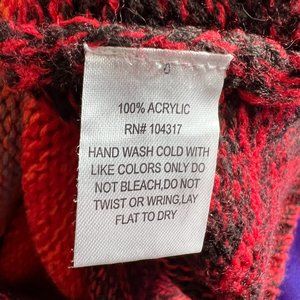 100% ACRYLIC
RN# 104317
HAND WASH COLD WITH
LIKE COLORS ONLY DO
NOT BLEACH,DO NOT
TWIST OR WRING,LAY
FLAT TO DRY